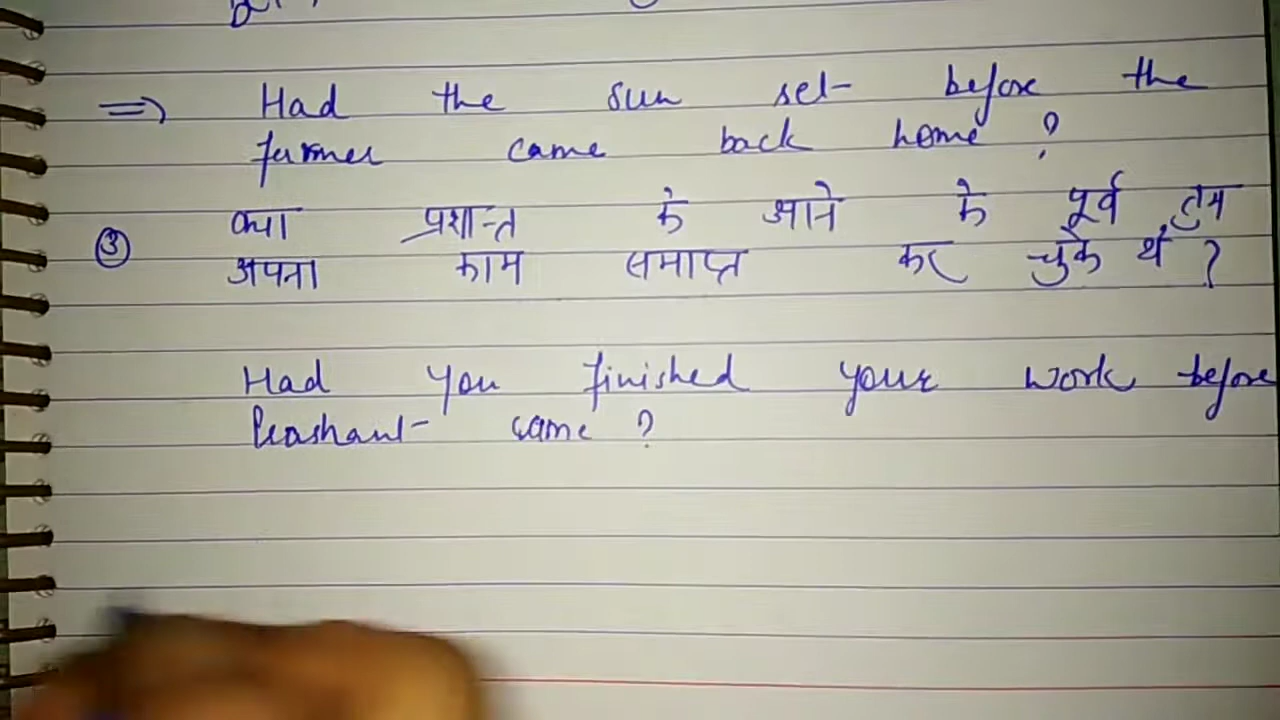 ⇒ Had the sun set before the
farmer came back home ?
③ क्या प्रशान्त के आने के पूर्व तुम
अपना काम समाप्त कर चुके थे ?
Had you finished your work before
Prashant came ?